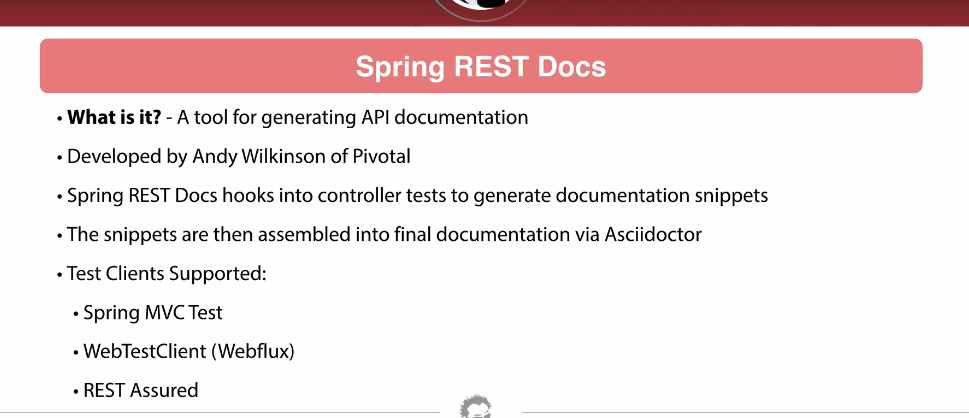 Spring REST Docs
• What is it? - A tool for generating API documentation
• Developed by Andy Wilkinson of Pivotal
• Spring REST Docs hooks into controller tests to generate documentation snippets
• The snippets are then assembled into final documentation via Asciidoctor
• Test Clients Supported:
• Spring MVC Test
• WebTestClient (Webflux)
• REST Assured